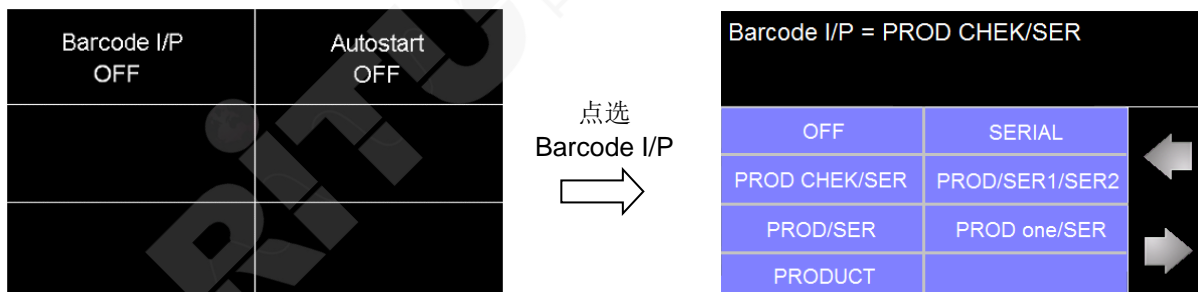 Barcode I/P
OFF
Autostart
OFF
点选
Barcode I/P
Barcode I/P = PROD CHEK/SER
OFF
SERIAL
PROD CHEK/SER
PROD/SER1/SER2
PROD/SER
PROD one/SER
PRODUCT